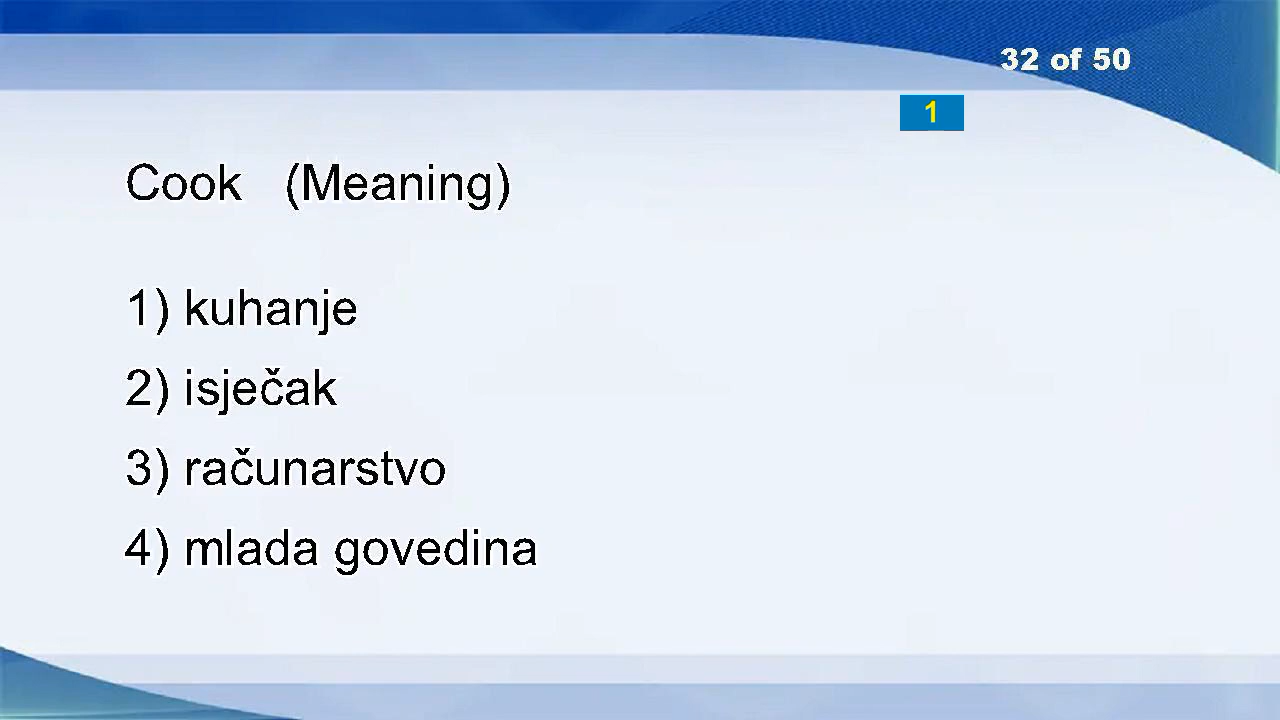 32 of 50
1
Cook (Meaning)
1) kuhanje
2) isječak
3) računarstvo
4) mlada govedina